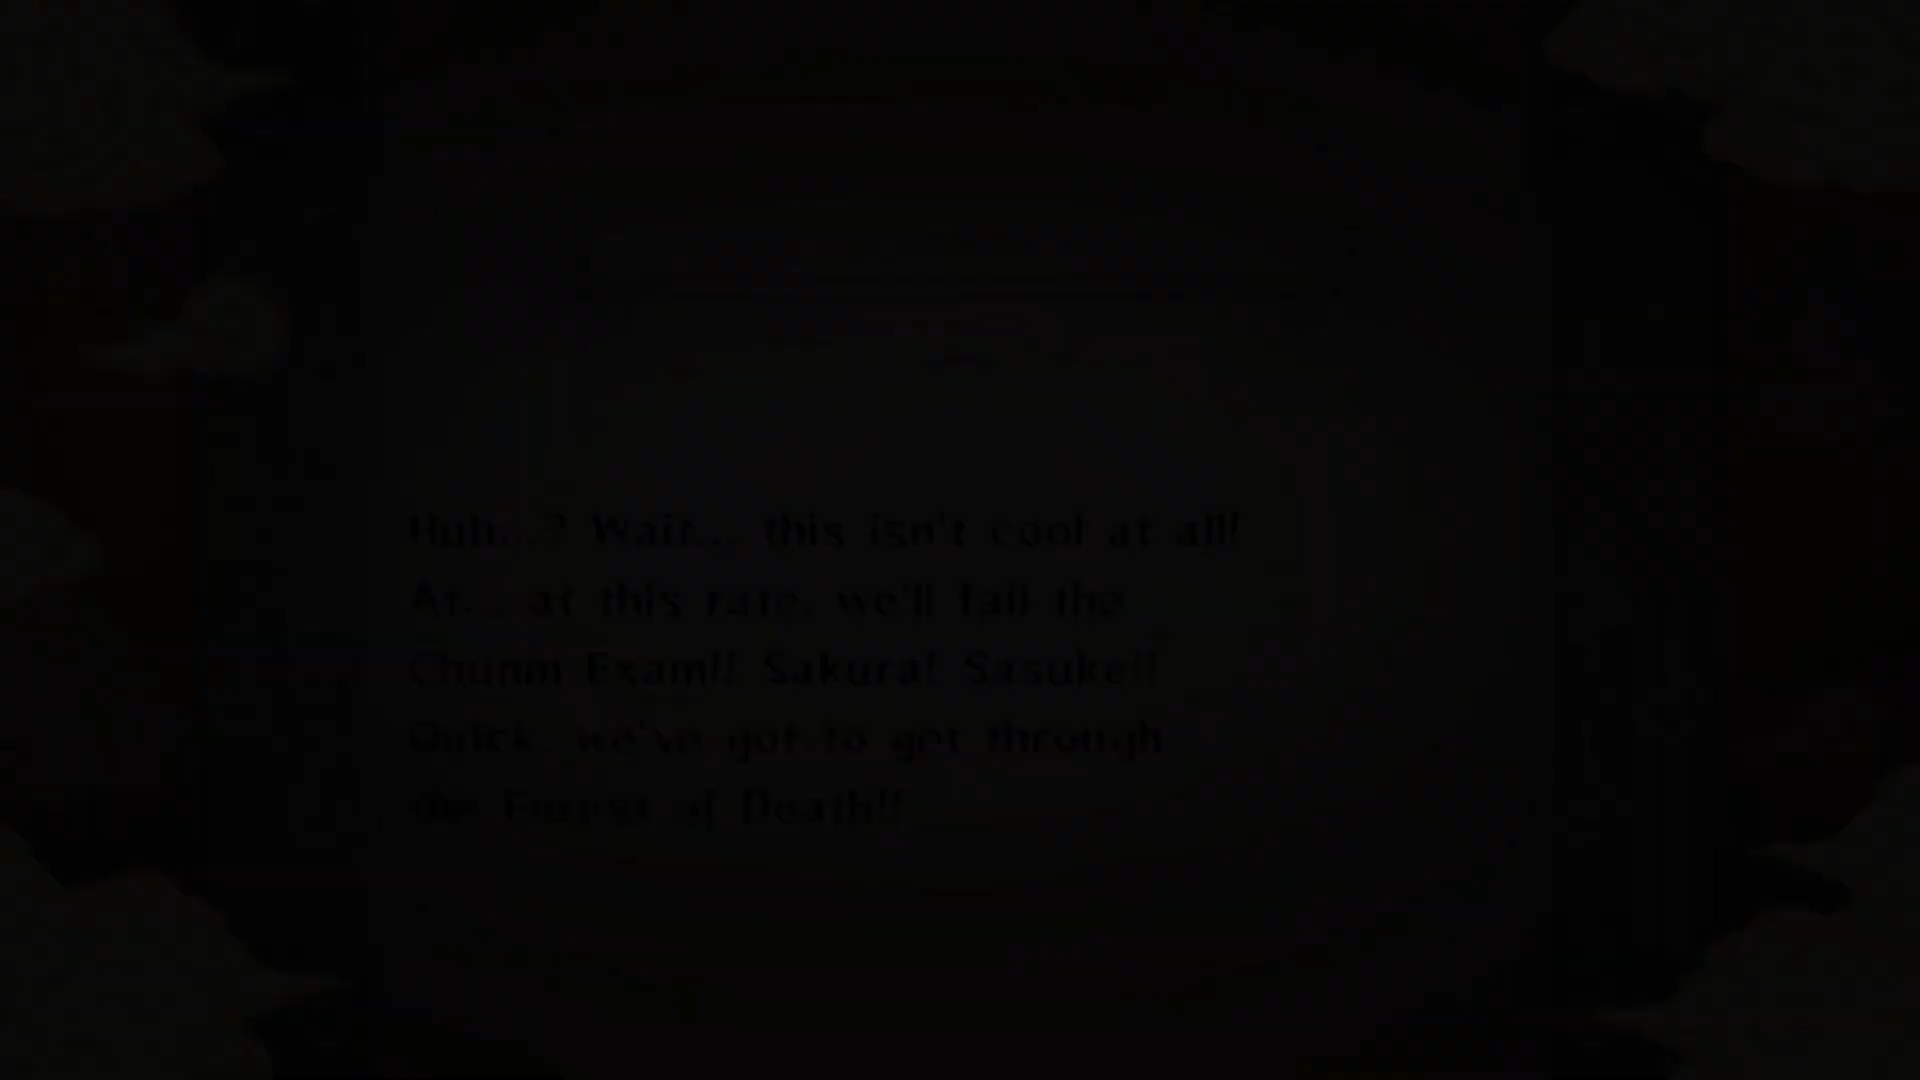 Huh...? Wait... this isn't cool at all!
At... at this rate, we'll fail the
Chunin Exam!! Sakura! Sasuke!!
Quick, we've got to get through
the Forest of Death!!